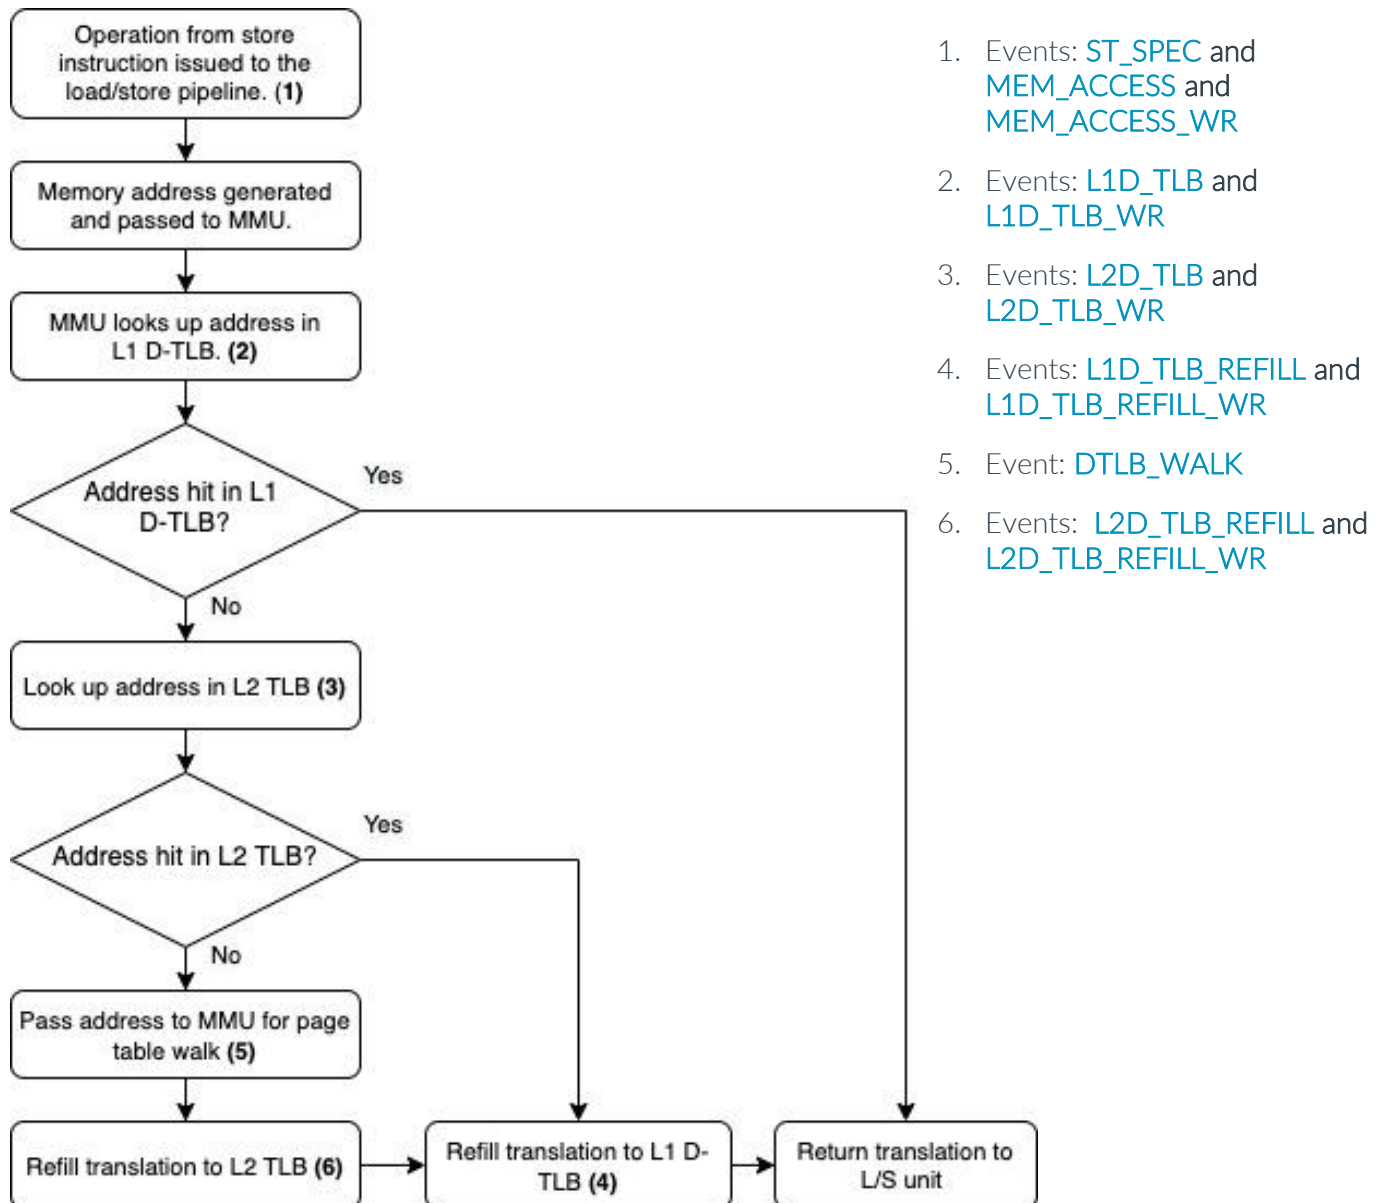 Operation from store
instruction issued to the
load/store pipeline. (1)
Memory address generated
and passed to MMU.
MMU looks up address in
L1 D-TLB. (2)
Address hit in L1
D-TLB?
Yes
No
Look up address in L2 TLB (3)
Address hit in L2 TLB?
Yes
No
Pass address to MMU for page
table walk (5)
Refill translation to L2 TLB (6)
Refill translation to L1 D-
TLB (4)
Return translation to
L/S unit
1. Events: ST_SPEC and
MEM_ACCESS and
MEM_ACCESS_WR
2. Events: L1D_TLB and
L1D_TLB_WR
3. Events: L2D_TLB and
L2D_TLB_WR
4. Events: L1D_TLB_REFILL and
L1D_TLB_REFILL_WR
5. Event: DTLB_WALK
6. Events: L2D_TLB_REFILL and
L2D_TLB_REFILL_WR